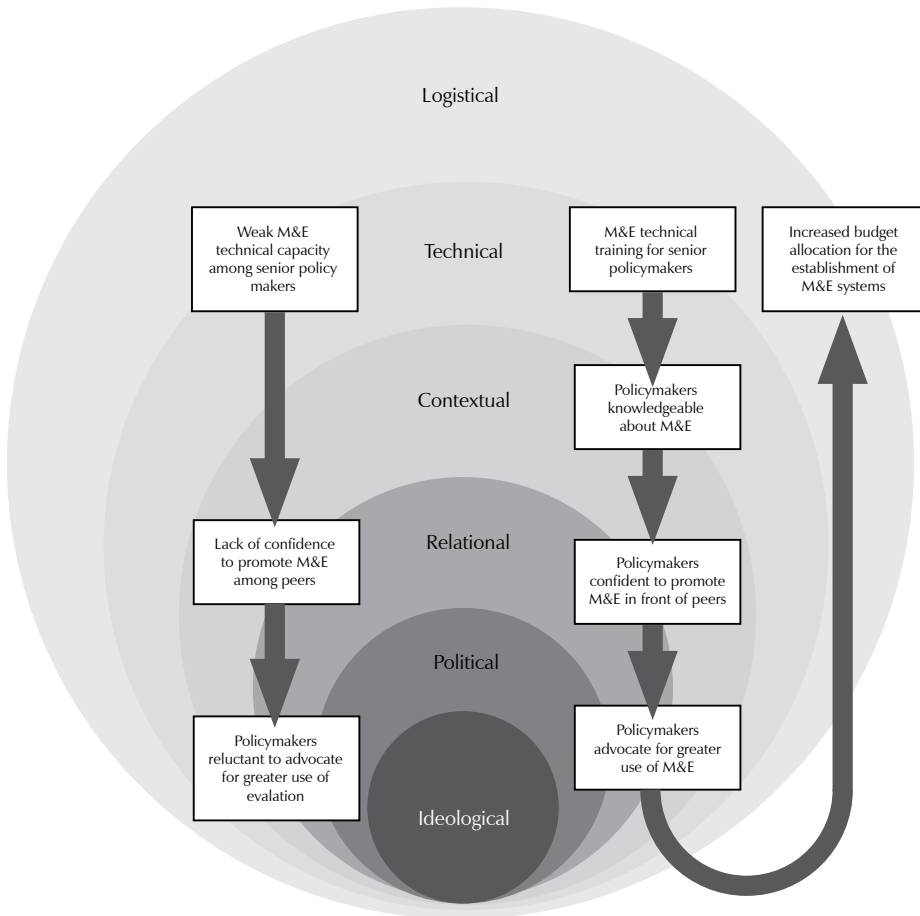 Logistical
Weak M&E
technical capacity
among senior policy
makers
Technical
M&E technical
training for senior
policymakers
Increased budget
allocation for the
establishment of
M&E systems
Contextual
Policymakers
knowledgeable
about M&E
Lack of confidence
to promote M&E
among peers
Relational
Policymakers
confident to promote
M&E in front of peers
Political
Policymakers
reluctant to advocate
for greater use of
evalation
Policymakers
advocate for greater
use of M&E
Ideological